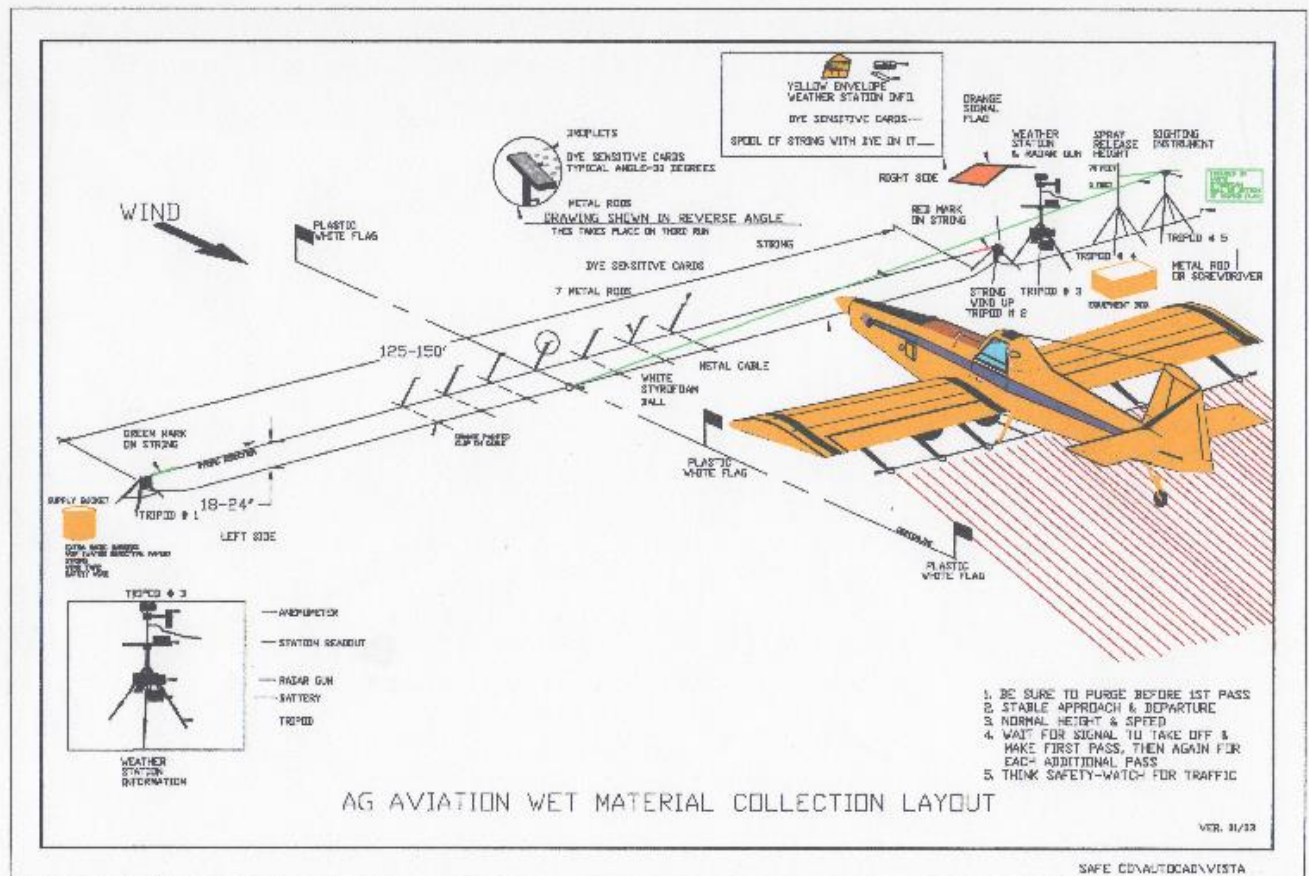 YELLOW ENVELOPE
WEATHER STATION INFO.
DYE SENSITIVE CARDS
SPOOL OF STRING WITH DYE ON IT
ORANGE
SIGNAL
FLAG
WEATHER
STATION
& RADAR GUN
SPRAY
RELEASE
HEIGHT
SIGHTING
INSTRUMENT
DROPLETS
DYE SENSITIVE CARDS
TYPICAL ANGLE-30 DEGREES
METAL RODS
DRAWING SHOWN IN REVERSE ANGLE
THIS TAKES PLACE ON THIRD RUN
RIGHT SIDE
RED MARK
ON STRING
WIND
PLASTIC
WHITE FLAG
STRING
DYE SENSITIVE CARDS
7 METAL RODS
TRIPOD # 5
TRIPOD # 4
METAL ROD
OR SCREWDRIVER
TRIPOD # 3
STRING
WIND UP
TRIPOD # 2
EQUIPMENT BOX
125-150'
METAL CABLE
WHITE
STYROFOAM
BALL
GREEN MARK
ON STRING
PLASTIC
WHITE FLAG
SUPPLY BUCKET
18-24"
TRIPOD # 1
LEFT SIDE
CENTERLINE
PLASTIC
WHITE FLAG
TRIPOD # 3
ANEMOMETER
STATION READOUT
RADAR GUN
BATTERY
TRIPOD
WEATHER
STATION
INFORMATION
1. BE SURE TO PURGE BEFORE 1ST PASS
2. STABLE APPROACH & DEPARTURE
3. NORMAL HEIGHT & SPEED
4. WAIT FOR SIGNAL TO TAKE OFF &
MAKE FIRST PASS, THEN AGAIN FOR
EACH ADDITIONAL PASS
5. THINK SAFETY-WATCH FOR TRAFFIC
AG AVIATION WET MATERIAL COLLECTION LAYOUT
VER.
SAFE CD\AUTOCAD\VISTA